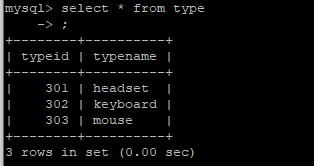 mysql> select * from type
    -> ;
+--------+----------+
| typeid | typename |
+--------+----------+
|    301 | headset  |
|    302 | keyboard |
|    303 | mouse    |
+--------+----------+
3 rows in set (0.00 sec)